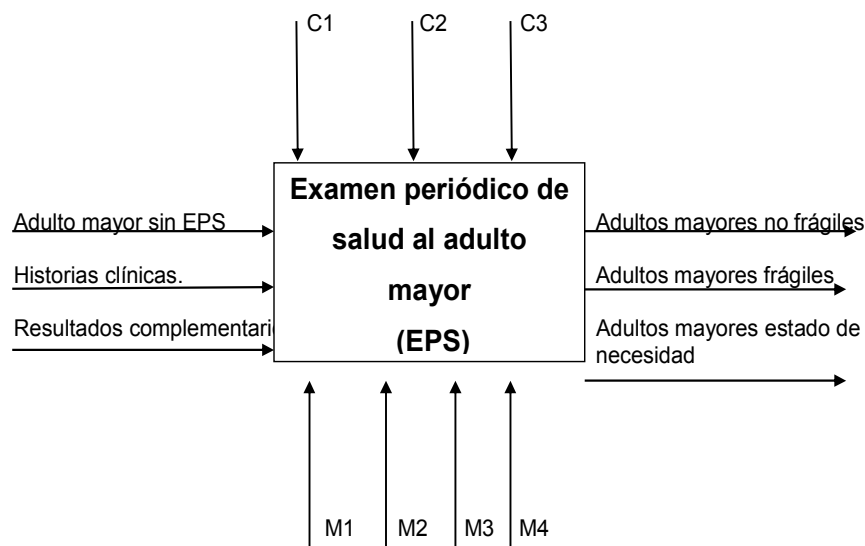 C1
C2
C3
Examen periódico de
salud al adulto
mayor
(EPS)
Adulto mayor sin EPS
Historias clínicas.
Resultados complementari
Adultos mayores no frágiles
Adultos mayores frágiles
Adultos mayores estado de
necesidad
M1
M2
M3
M4